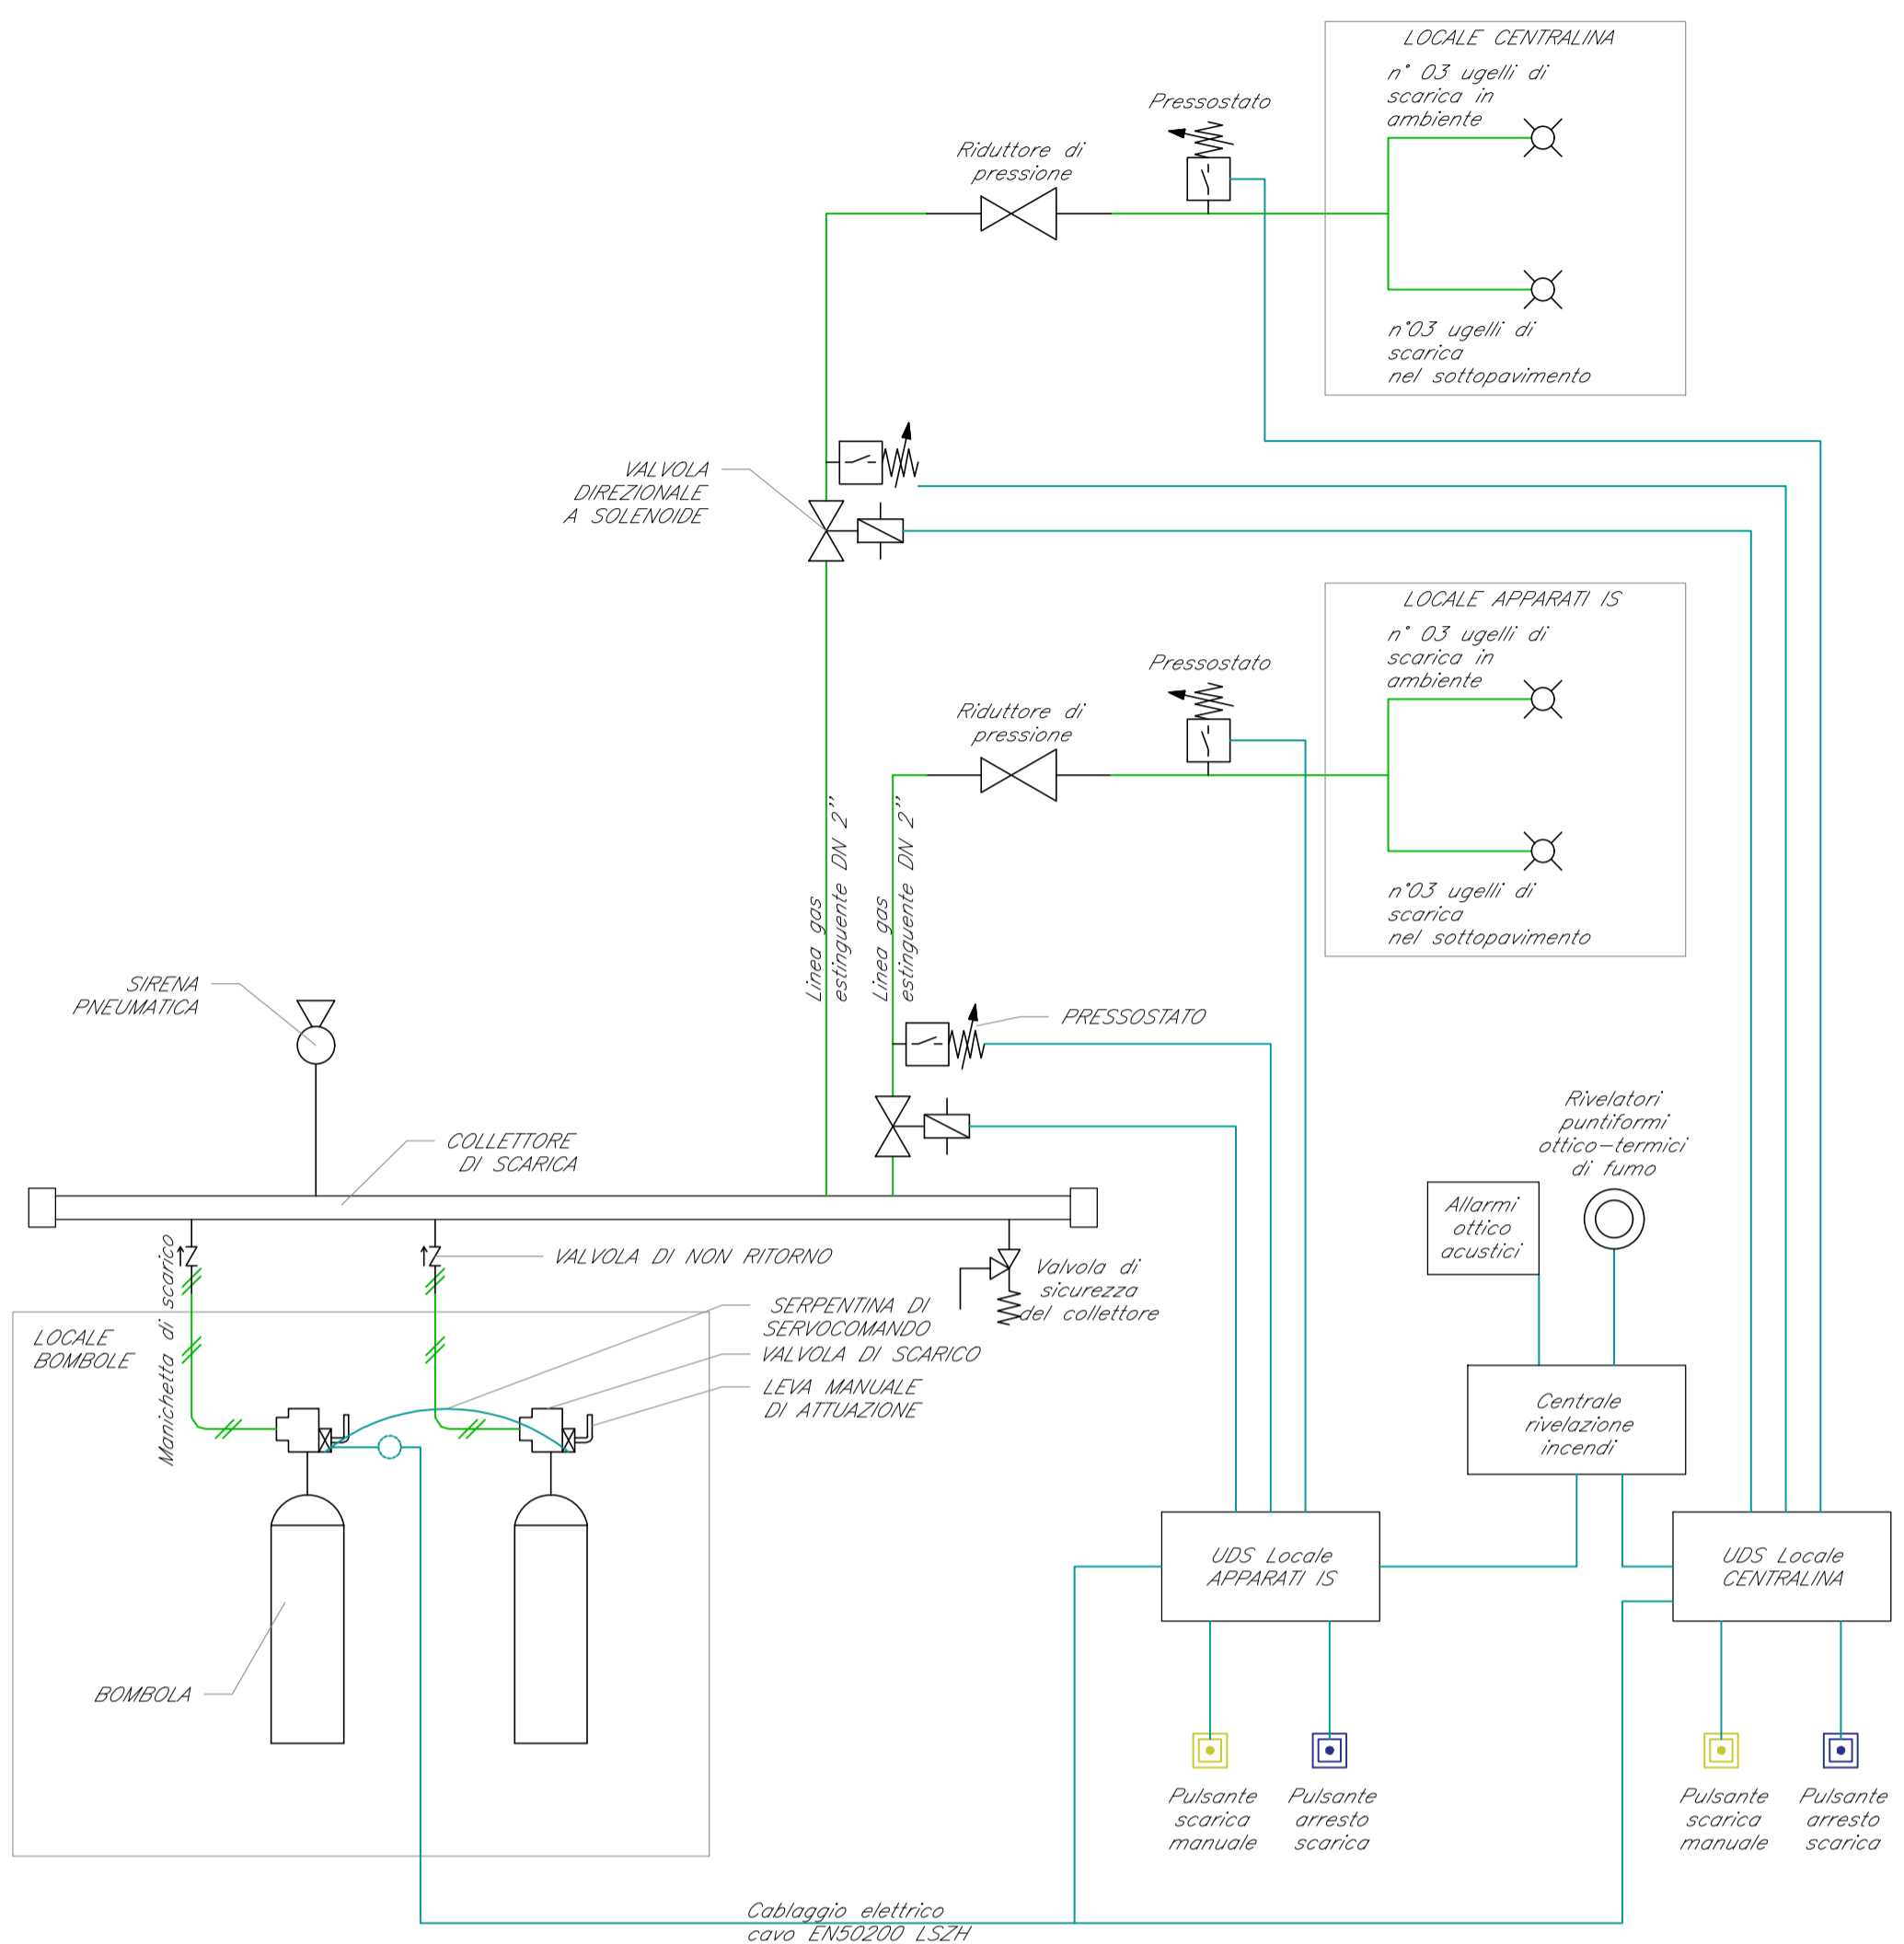 LOCALE CENTRALINA
n° 03 ugelli di
scarica in
ambiente
Pressostato
Riduttore di
pressione
n°03 ugelli di
scarica
nel sottopavimento
VALVOLA
DIREZIONALE
A SOLENOIDE
LOCALE APPARATI IS
n° 03 ugelli di
scarica in
ambiente
Pressostato
Riduttore di
pressione
n°03 ugelli di
scarica
nel sottopavimento
Linea gas
estinguente DN 2"
Linea gas
estinguente DN 2"
SIRENA
PNEUMATICA
PRESSOSTATO
COLLETTORE
DI SCARICA
Rivelatori
puntiformi
ottico-termici
di fumo
Allarmi
ottico
acustici
Manichetta di scarico
VALVOLA DI NON RITORNO
Valvola di
sicurezza
del collettore
LOCALE
BOMBOLE
SERPENTINA DI
SERVOCOMANDO
VALVOLA DI SCARICO
LEVA MANUALE
DI ATTUAZIONE
Centrale
rivelazione
incendi
UDS Locale
APPARATI IS
UDS Locale
CENTRALINA
BOMBOLA
Pulsante
scarica
manuale
Pulsante
arresto
scarica
Pulsante
scarica
manuale
Pulsante
arresto
scarica
Cablaggio elettrico
cavo EN50200 LSZH